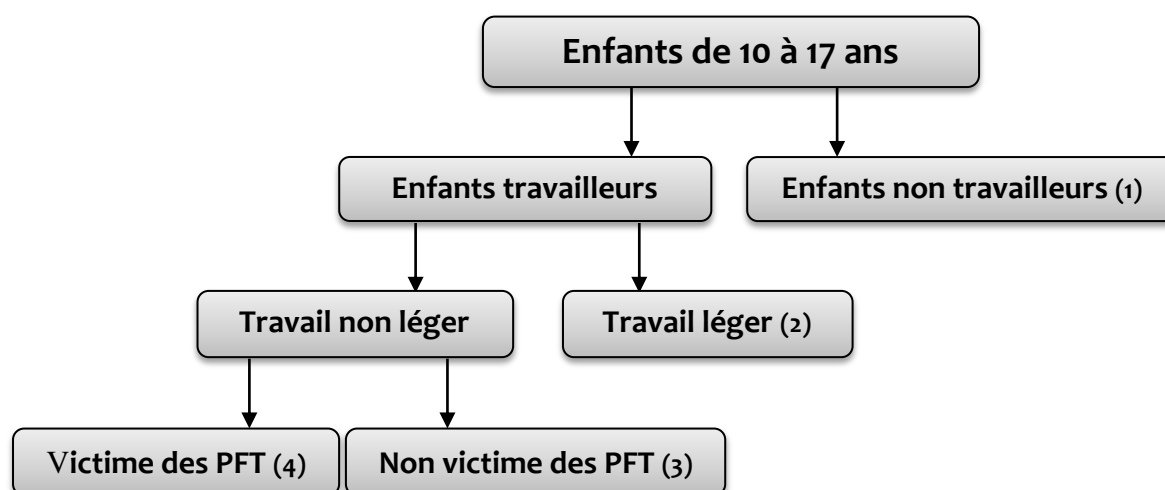 Enfants de 10 à 17 ans
Enfants travailleurs
Enfants non travailleurs (1)
Travail non léger
Travail léger (2)
Victime des PFT (4)
Non victime des PFT (3)